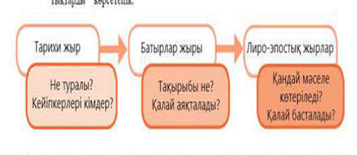 көрсетейік.
Тарихи жыр
Батырлар жыры
Лиро-эпостық жырлар
Не туралы?
Кейіпкерлері кімдер?
Тақырыбы не?
Қалай аяқталады?
Қандай мәселе
көтеріледі?
Қалай басталады?